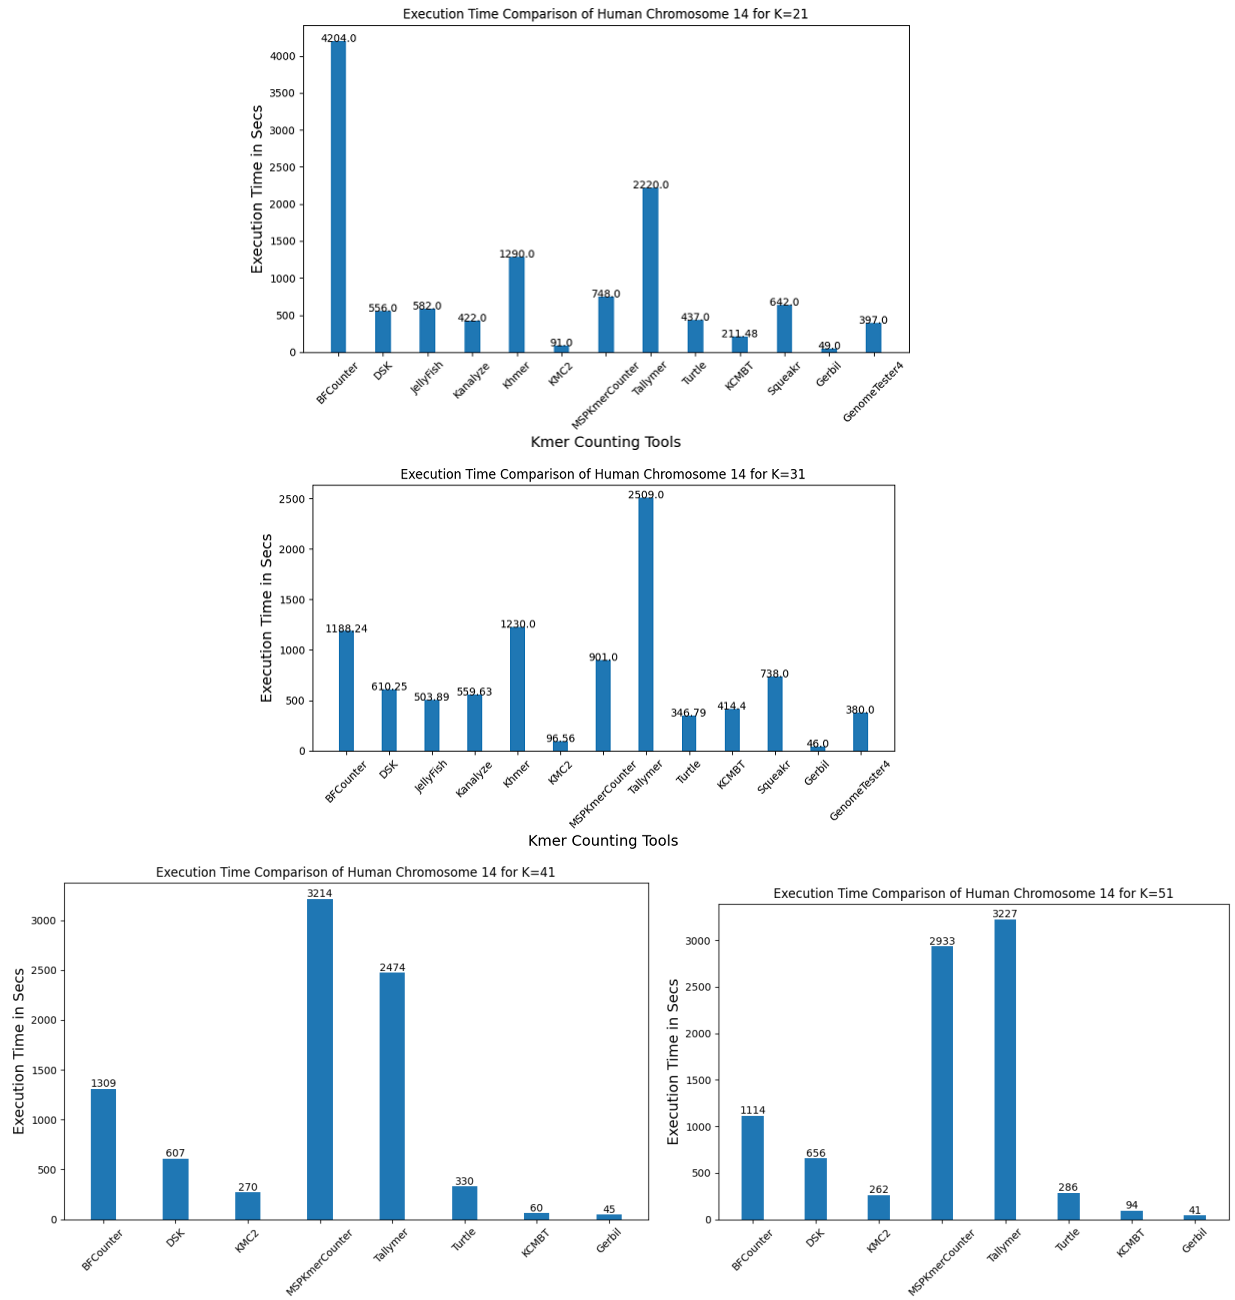 Execution Time Comparison of Human Chromosome 14 for K=21
Execution Time in Secs
4000
3500
3000
2500
2000
1500
1000
500
0
4204.0
556.0
582.0
422.0
1290.0
91.0
748.0
2220.0
437.0
211.48
642.0
49.0
397.0
BFCounter
DSK
JellyFish
Kanalyze
Khmer
KMC2
MSPKmerCounter
Tallymer
Turtle
KCMBT
Squeakr
Gerbil
GenomeTester4
Kmer Counting Tools
Execution Time Comparison of Human Chromosome 14 for K=31
Execution Time in Secs
2500
2000
1500
1000
500
0
1188.24
610.25
503.89
559.63
1230.0
96.56
901.0
2509.0
346.79
414.4
738.0
46.0
380.0
BFCounter
DSK
JellyFish
Kanalyze
Khmer
KMC2
MSPKmerCounter
Tallymer
Turtle
KCMBT
Squeakr
Gerbil
GenomeTester4
Kmer Counting Tools
Execution Time Comparison of Human Chromosome 14 for K=41
Execution Time in Secs
3000
2500
2000
1500
1000
500
0
1309
607
270
3214
2474
330
60
45
BFCounter
DSK
KMC2
MSPKmerCounter
Tallymer
Turtle
KCMBT
Gerbil
Execution Time Comparison of Human Chromosome 14 for K=51
Execution Time in Secs
3000
2500
2000
1500
1000
500
0
1114
656
262
2933
3227
286
94
41
BFCounter
DSK
KMC2
MSPKmerCounter
Tallymer
Turtle
KCMBT
Gerbil